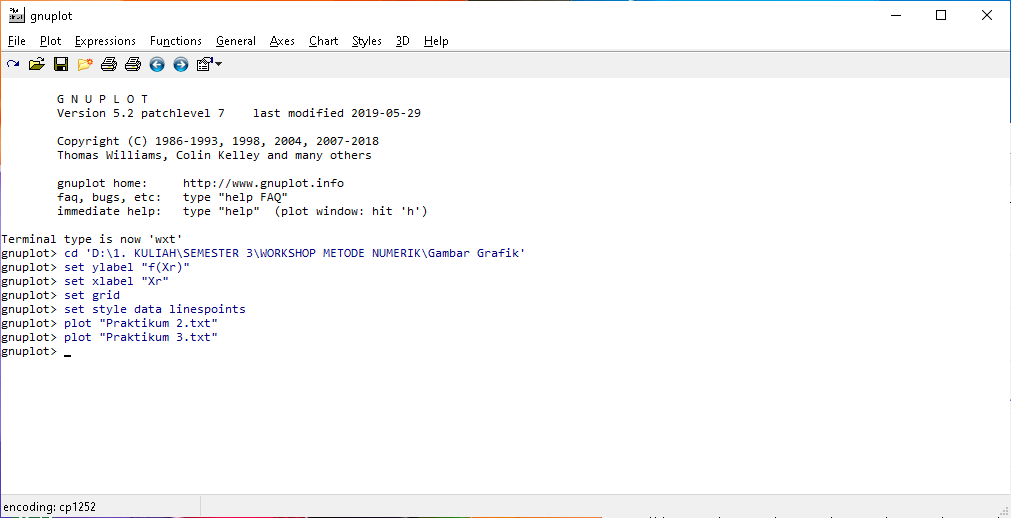 gnuplot
File Plot Expressions Functions General Axes Chart Styles 3D Help
G N U P L O T
Version 5.2 patchlevel 7    last modified 2019-05-29
Copyright (C) 1986-1993, 1998, 2004, 2007-2018
Thomas Williams, Colin Kelley and many others
gnuplot home:     http://www.gnuplot.info
faq, bugs, etc:   type "help FAQ"
immediate help:   type "help"  (plot window: hit 'h')
Terminal type is now 'wxt'
gnuplot> cd 'D:\1. KULIAH\SEMESTER 3\WORKSHOP METODE NUMERIK\Gambar Grafik'
gnuplot> set ylabel "f(Xr)"
gnuplot> set xlabel "Xr"
gnuplot> set grid
gnuplot> set style data linespoints
gnuplot> plot "Praktikum 2.txt"
gnuplot> plot "Praktikum 3.txt"
gnuplot> _
encoding: cp1252